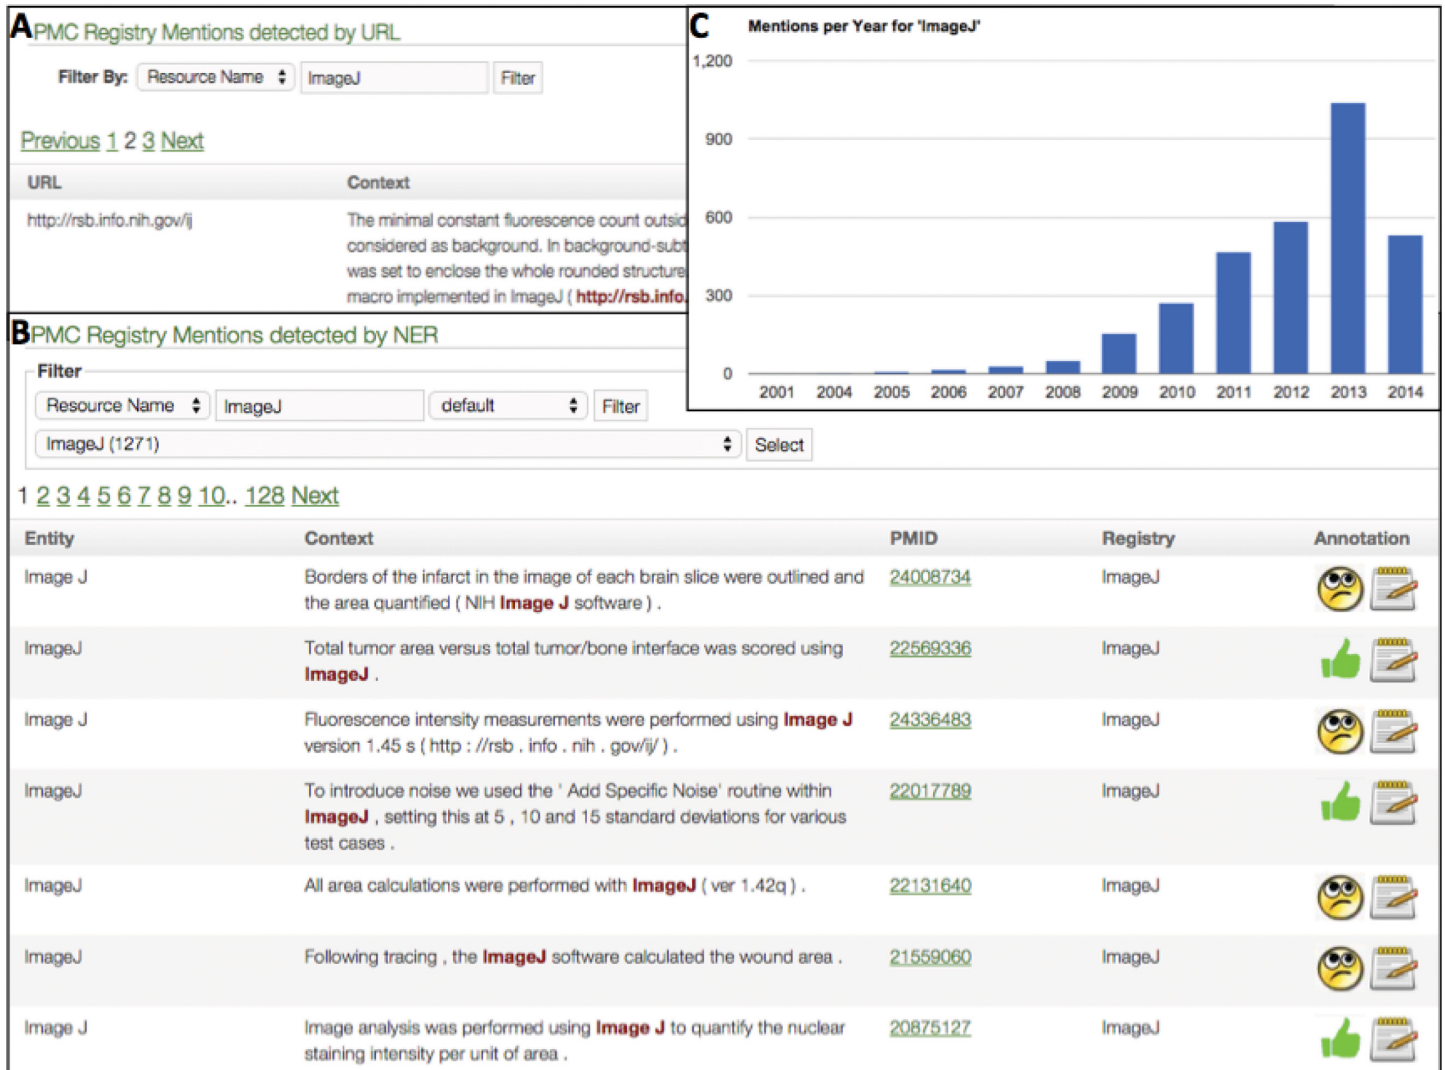 A PMC Registry Mentions detected by URL
Filter By: Resource Name ImageJ Filter
Previous 1 2 3 Next
URL Context
http://rsb.info.nih.gov/ij The minimal constant fluorescence count outsid
considered as background. In background-subt
was set to enclose the whole rounded structure
macro implemented in ImageJ ( http://rsb.info.
C Mentions per Year for 'ImageJ'
1,200
900
600
300
0
2001 2004 2005 2006 2007 2008 2009 2010 2011 2012 2013 2014
B PMC Registry Mentions detected by NER
Filter
Resource Name ImageJ default Filter
ImageJ (1271) Select
1 2 3 4 5 6 7 8 9 10.. 128 Next
Entity Context PMID Registry Annotation
Image J Borders of the infarct in the image of each brain slice were outlined and 24008734 ImageJ
the area quantified ( NIH Image J software ) .
ImageJ Total tumor area versus total tumor/bone interface was scored using 22569336 ImageJ
ImageJ .
Image J Fluorescence intensity measurements were performed using Image J 24336483 ImageJ
version 1.45 s ( http : //rsb . info . nih . gov/ij/ ) .
ImageJ To introduce noise we used the ' Add Specific Noise' routine within 22017789 ImageJ
ImageJ , setting this at 5 , 10 and 15 standard deviations for various
test cases .
ImageJ All area calculations were performed with ImageJ ( ver 1.42q ) . 22131640 ImageJ
ImageJ Following tracing , the ImageJ software calculated the wound area . 21559060 ImageJ
Image J Image analysis was performed using Image J to quantify the nuclear 20875127 ImageJ
staining intensity per unit of area .